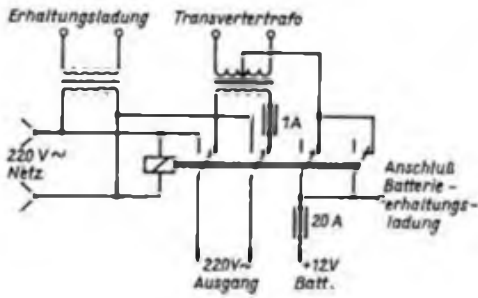 Erhaltungsladung
Transvertertrafo
1A
220 V~
Netz
Anschluß
Batterie -
erhaltungs-
ladung
20 A
220V~
Ausgang
+12V
Batt.